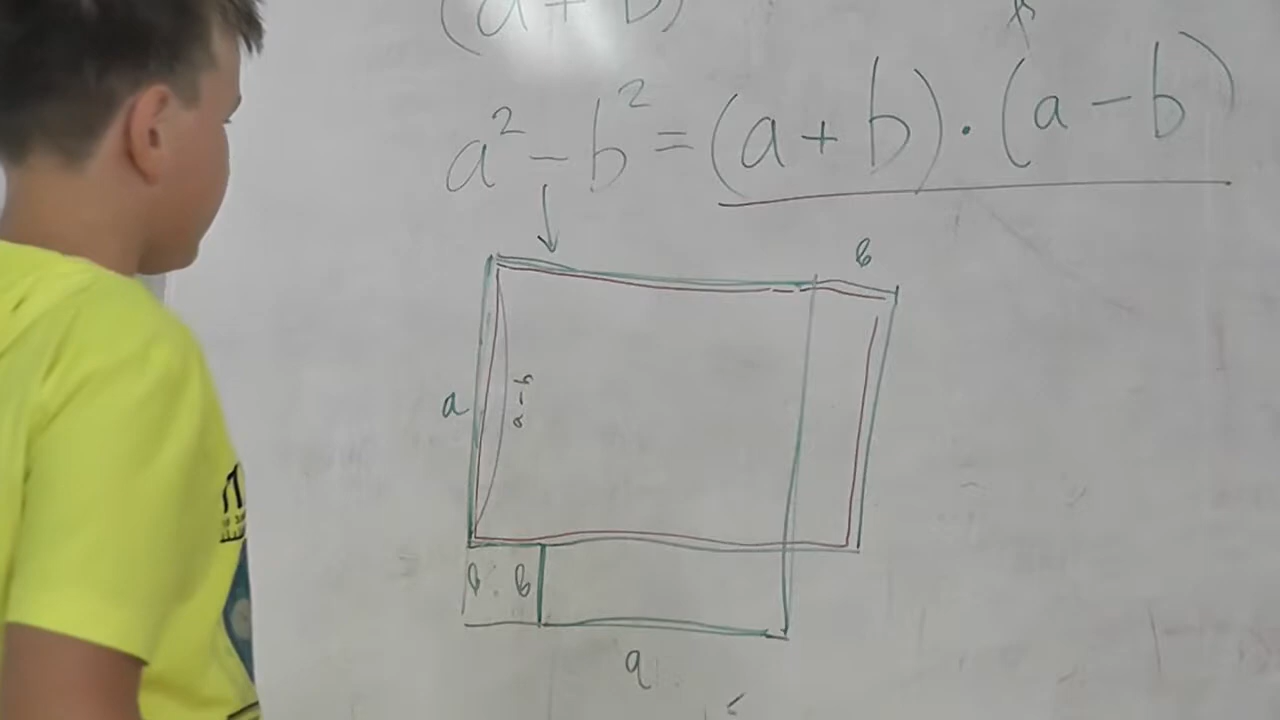 (a + b)
a² - b² = (a + b) · (a - b)
b
a
a - b
b b
a